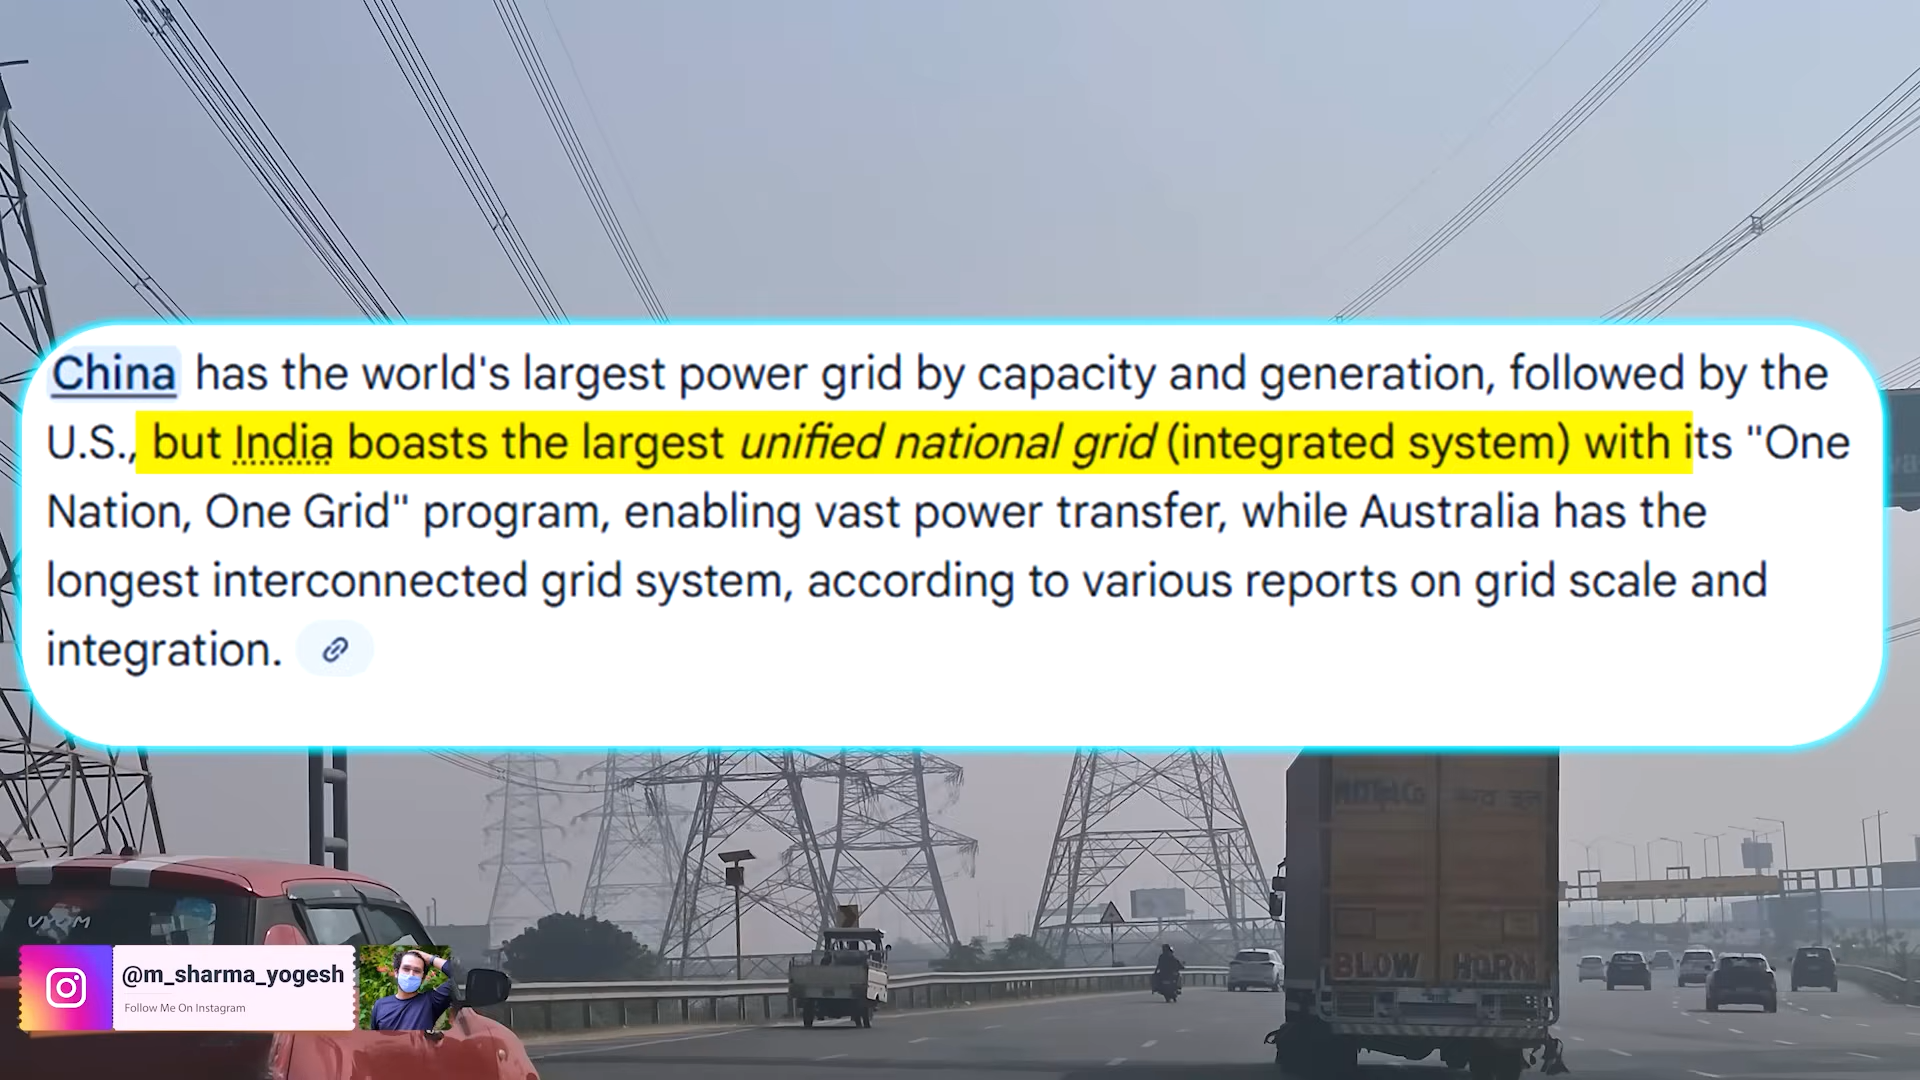 China has the world's largest power grid by capacity and generation, followed by the
U.S., but India boasts the largest unified national grid (integrated system) with its "One
Nation, One Grid" program, enabling vast power transfer, while Australia has the
longest interconnected grid system, according to various reports on grid scale and
integration.
BLOW HORN
@m_sharma_yogesh
Follow Me On Instagram